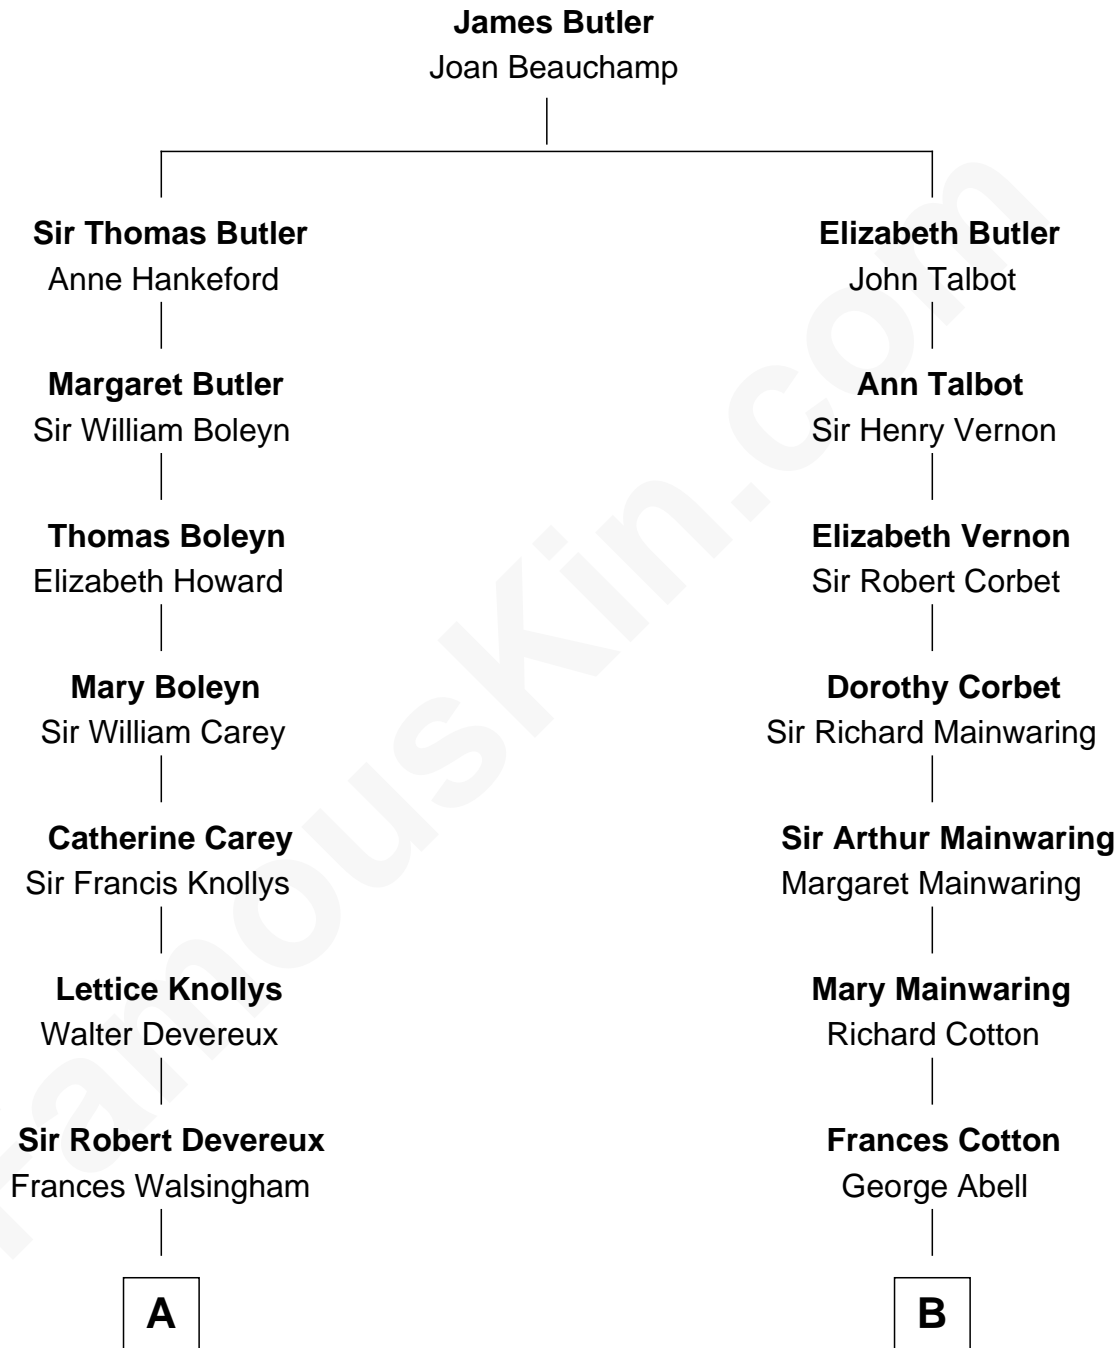 James Butler
Joan Beauchamp
Sir Thomas Butler
Anne Hankeford
Margaret Butler
Sir William Boleyn
Thomas Boleyn
Elizabeth Howard
Mary Boleyn
Sir William Carey
Catherine Carey
Sir Francis Knollys
Lettice Knollys
Walter Devereux
Sir Robert Devereux
Frances Walsingham
A
Elizabeth Butler
John Talbot
Ann Talbot
Sir Henry Vernon
Elizabeth Vernon
Sir Robert Corbet
Dorothy Corbet
Sir Richard Mainwaring
Sir Arthur Mainwaring
Margaret Mainwaring
Mary Mainwaring
Richard Cotton
Frances Cotton
George Abell
B
FamousKin.com